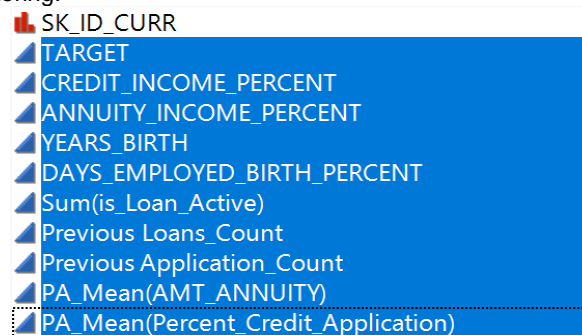 SK_ID_CURR
TARGET
CREDIT_INCOME_PERCENT
ANNUITY_INCOME_PERCENT
YEARS_BIRTH
DAYS_EMPLOYED_BIRTH_PERCENT
Sum(is_Loan_Active)
Previous Loans_Count
Previous Application_Count
PA_Mean(AMT_ANNUITY)
PA_Mean(Percent_Credit_Application)